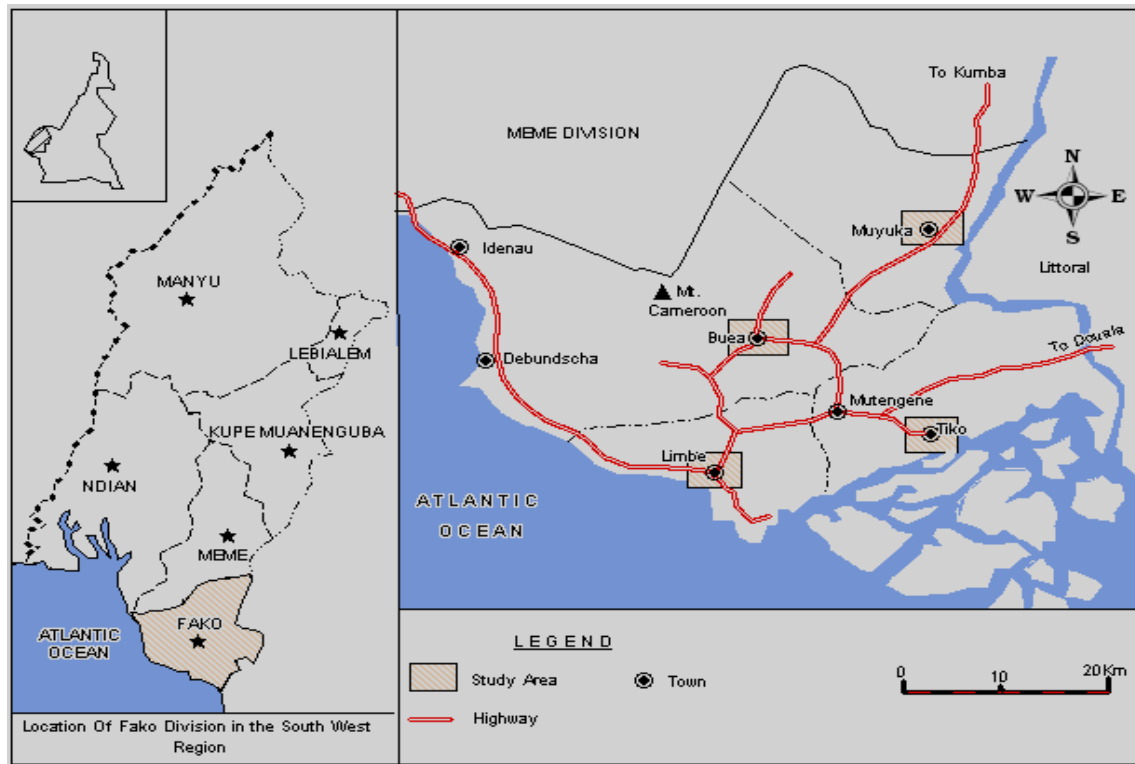 MANYU
LEBIALEM
KUPE MUANENGUBA
NDIAN
MEME
FAKO
ATLANTIC
OCEAN
Location Of Fako Division in the South West
Region
To Kumba
MEME DIVISION
N
W E
S
Muyuka
Idenau
Littoral
Mt.
Cameroon
Buea
To Douala
Debundscha
Mutengene
Tiko
Limbe
ATLANTIC
OCEAN
LEGEND
Study Area
Town
Highway
0 10 20Km